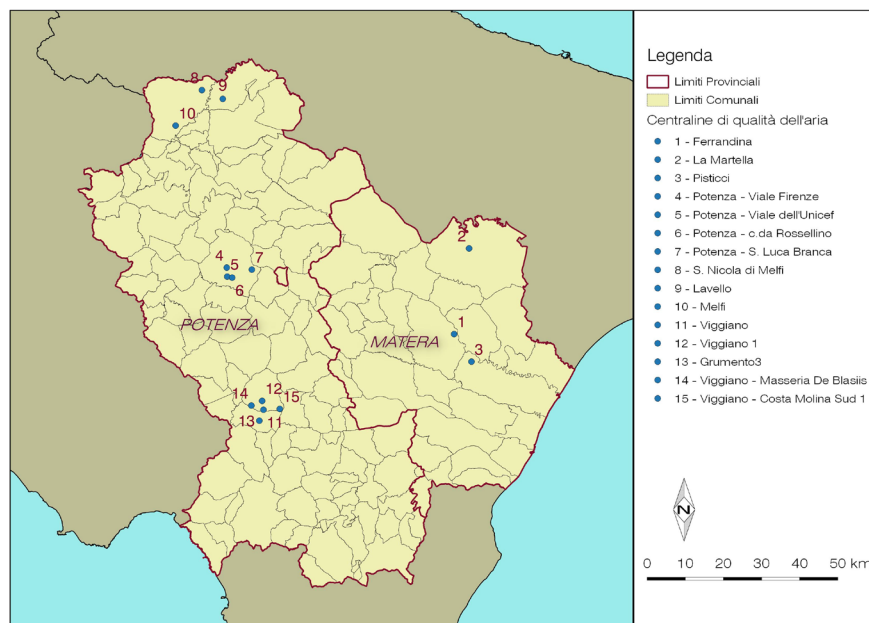 8
9
10
2
4
5
7
6
POTENZA
1
MATERA
3
14
12
15
13
11
Legenda
Limiti Provinciali
Limiti Comunali
Centraline di qualità dell'aria
1 - Ferrandina
2 - La Martella
3 - Pisticci
4 - Potenza - Viale Firenze
5 - Potenza - Viale dell'Unicef
6 - Potenza - c.da Rossellino
7 - Potenza - S. Luca Branca
8 - S. Nicola di Melfi
9 - Lavello
10 - Melfi
11 - Viggiano
12 - Viggiano 1
13 - Grumento3
14 - Viggiano - Masseria De Blasiis
15 - Viggiano - Costa Molina Sud 1
N
0 10 20 30 40 50 km